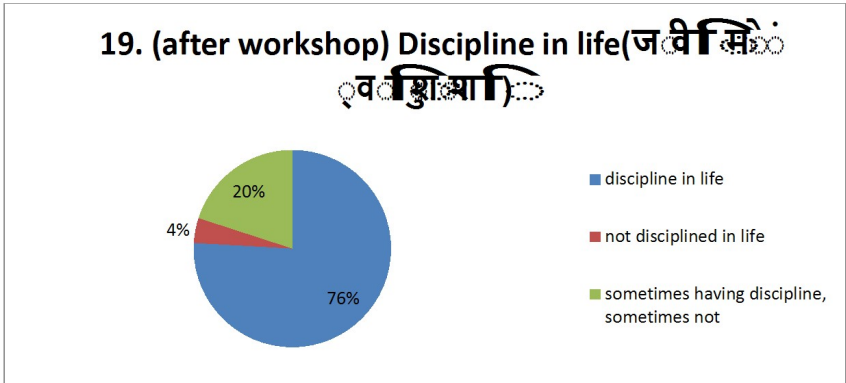 19. (after workshop) Discipline in life(
20%
4%
76%
discipline in life
not disciplined in life
sometimes having discipline,
sometimes not